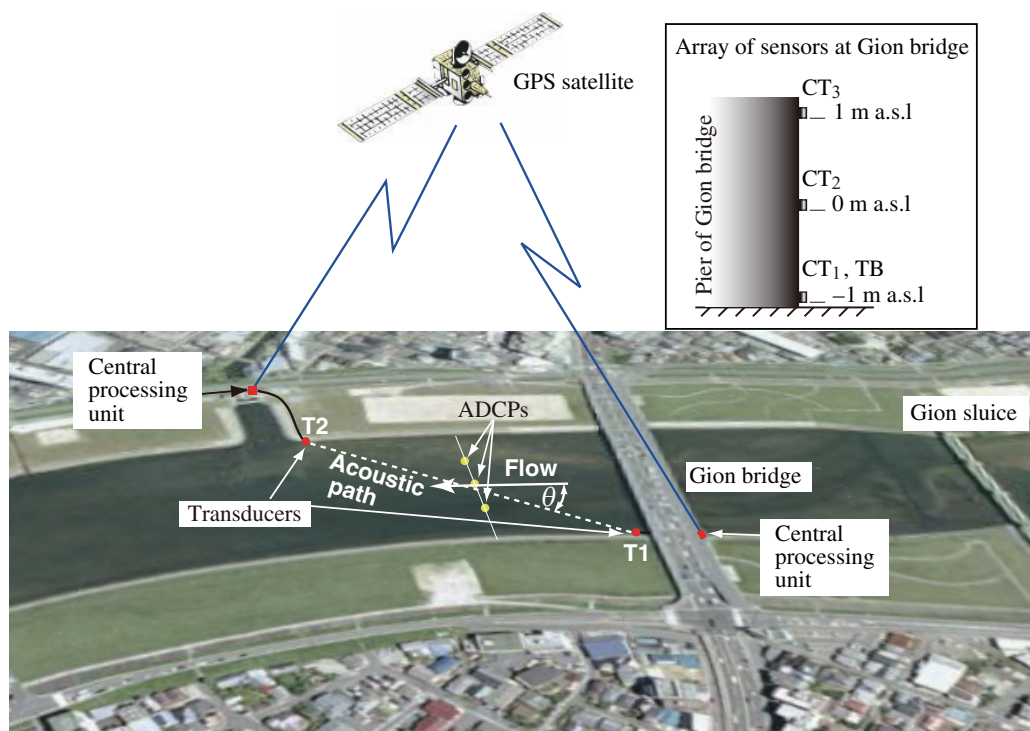 Array of sensors at Gion bridge
GPS satellite
CT₃
1 m a.s.l
CT₂
0 m a.s.l
CT₁, TB
−1 m a.s.l
Pier of Gion bridge
Central
processing
unit
T2
ADCPs
Gion sluice
Acoustic
path
Flow
θ
Gion bridge
Transducers
T1
Central
processing
unit